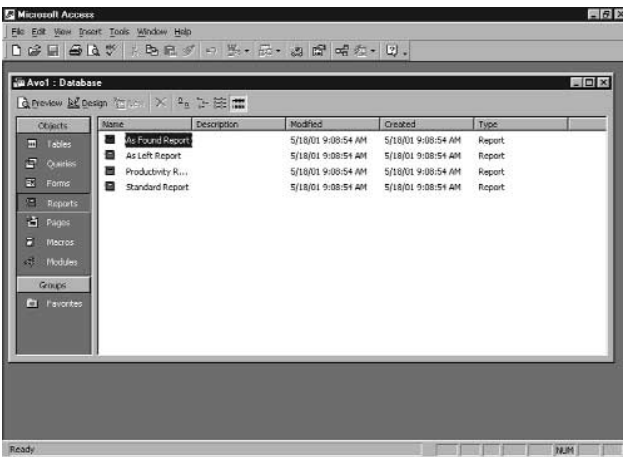 Microsoft Access
File Edit View Insert Tools Window Help
Avo1 : Database
Preview Design New
Objects Name Description Modified Created Type
Tables As Found Report 5/18/01 9:08:54 AM 5/18/01 9:08:54 AM Report
Queries As Left Report 5/18/01 9:08:54 AM 5/18/01 9:08:54 AM Report
Forms Productivity R... 5/18/01 9:08:54 AM 5/18/01 9:08:54 AM Report
Reports Standard Report 5/18/01 9:08:54 AM 5/18/01 9:08:54 AM Report
Pages
Macros
Modules
Groups
Favorites
Ready NUM